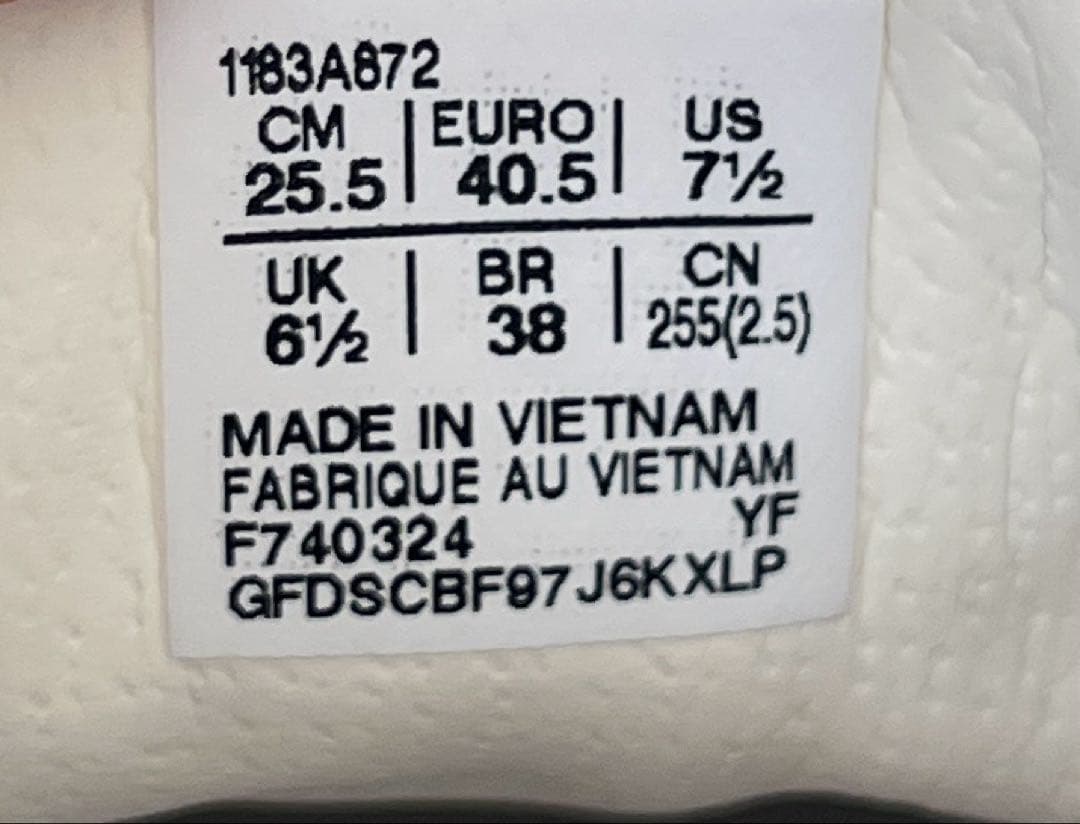 1183A872
CM | EURO | US
25.5 | 40.5 | 7½
UK | BR | CN
6½ | 38 | 255(2.5)
MADE IN VIETNAM
FABRIQUE AU VIETNAM
F740324 YF
GFDSCBF97J6KXLP